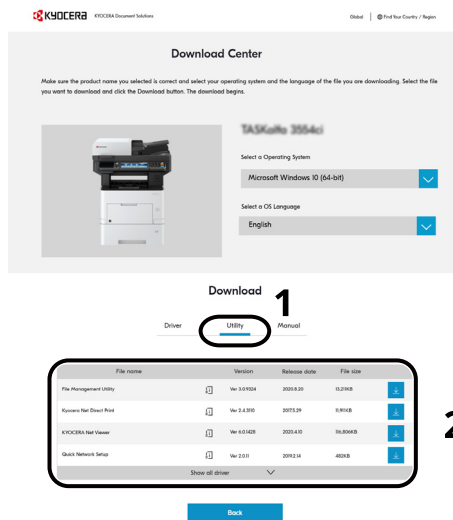 KYOCERA KYOCERA Document Solutions
Global | Find Your Country / Region
Download Center
Make sure the product name you selected is correct and select your operating system and the language of the file you are downloading. Select the file
you want to download and click the Download button. The download begins.
TASKalfa 3554ci
Select a Operating System
Microsoft Windows 10 (64-bit)
Select a OS Language
English
Download
1
Driver Utility Manual
File name Version Release date File size
File Management Utility Ver 3.0.9324 2020.8.20 13,219KB
Kyocera Net Direct Print Ver 2.4.3110 2017.5.29 11,911KB
KYOCERA Net Viewer Ver 6.0.1428 2020.4.10 116,806KB
2
Quick Network Setup Ver 2.0.11 2019.2.14 482KB
Show all driver
Back